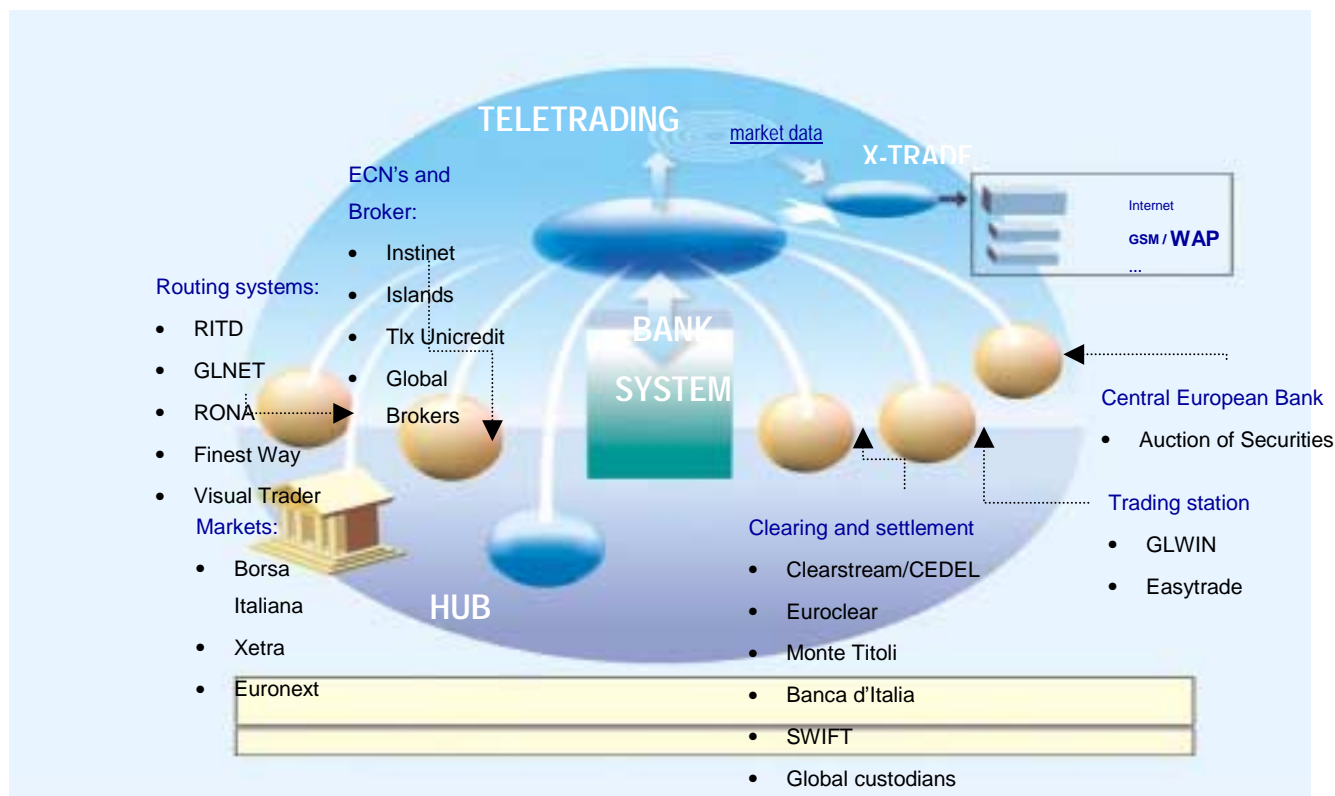 TELETRADING
market data
X-TRADE
Internet
GSM / WAP
...
ECN's and
Broker:
• Instinet
• Islands
• Tlx Unicredit
• Global
Brokers
Routing systems:
• RITD
• GLNET
• RONA
• Finest Way
• Visual Trader
Markets:
• Borsa
Italiana
• Xetra
• Euronext
BANK
SYSTEM
HUB
Clearing and settlement
• Clearstream/CEDEL
• Euroclear
• Monte Titoli
• Banca d'Italia
• SWIFT
• Global custodians
Central European Bank
• Auction of Securities
Trading station
• GLWIN
• Easytrade